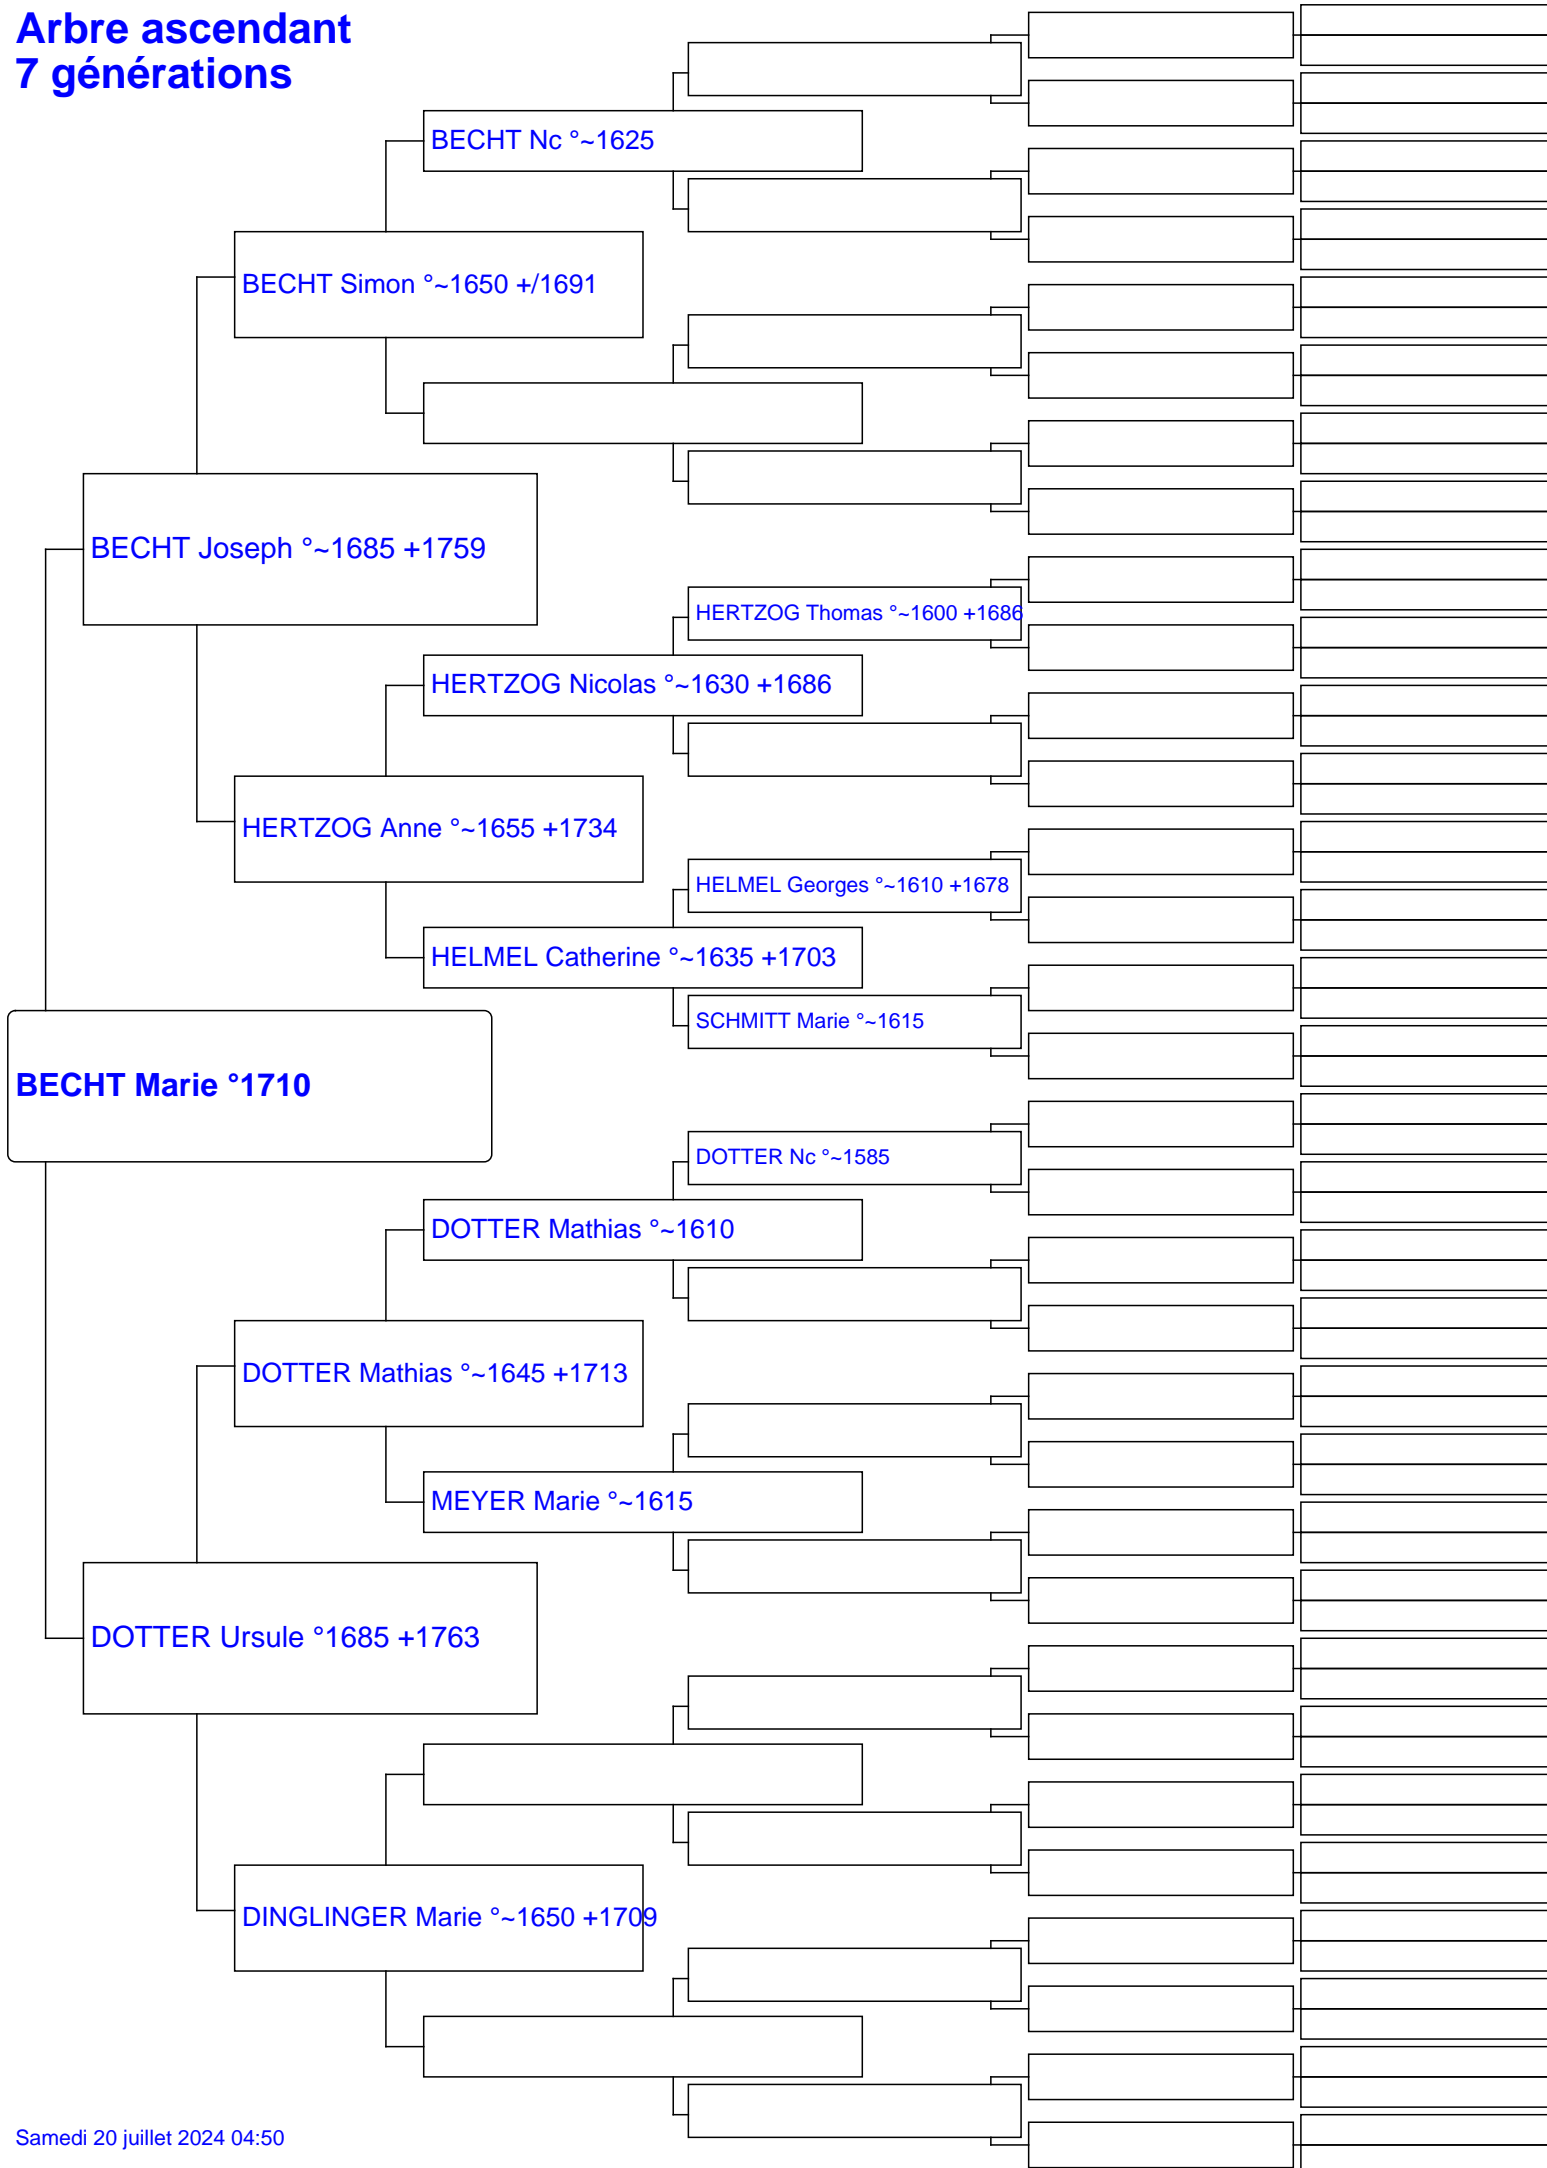 Arbre ascendant
7 générations
BECHT Nc °~1625
BECHT Simon °~1650 +/1691
BECHT Joseph °~1685 +1759
HERTZOG Thomas °~1600 +1686
HERTZOG Nicolas °~1630 +1686
HERTZOG Anne °~1655 +1734
HELMEL Georges °~1610 +1678
HELMEL Catherine °~1635 +1703
SCHMITT Marie °~1615
BECHT Marie °1710
DOTTER Nc °~1585
DOTTER Mathias °~1610
DOTTER Mathias °~1645 +1713
MEYER Marie °~1615
DOTTER Ursule °1685 +1763
DINGLINGER Marie °~1650 +1709
Samedi 20 juillet 2024 04:50